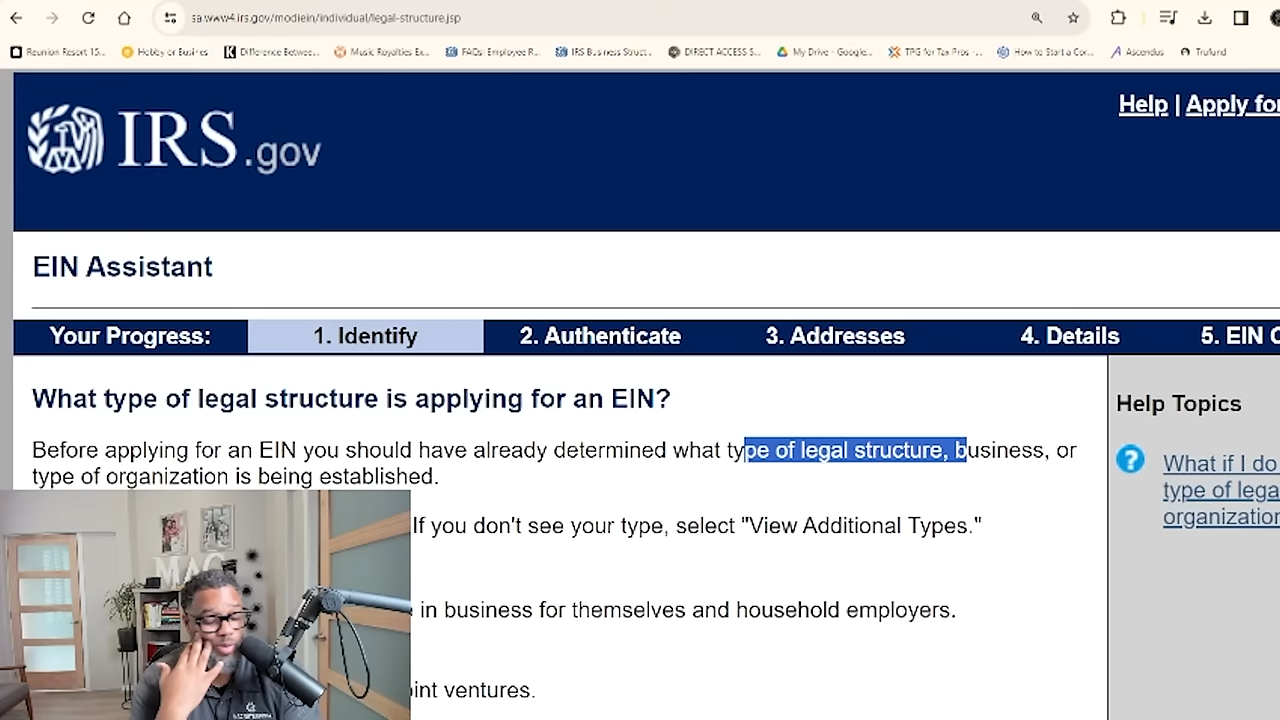 sa.www4.irs.gov/modiein/individual/legal-structure.jsp
Reunion Resort 15... Hobby or Busines Difference Betwee... Music Royalties Ex... FAQs: Employee R... IRS Business Struct... DIRECT ACCESS S... My Drive - Google... TPG for Tax Pros -... How to Start a Cor... Ascendus Trufund
Help | Apply for
IRS.gov
EIN Assistant
Your Progress: 1. Identify 2. Authenticate 3. Addresses 4. Details 5. EIN C
What type of legal structure is applying for an EIN?
Before applying for an EIN you should have already determined what type of legal structure, business, or
type of organization is being established.
If you don't see your type, select "View Additional Types."
in business for themselves and household employers.
int ventures.
Help Topics
What if I do
type of lega
organization
MAC